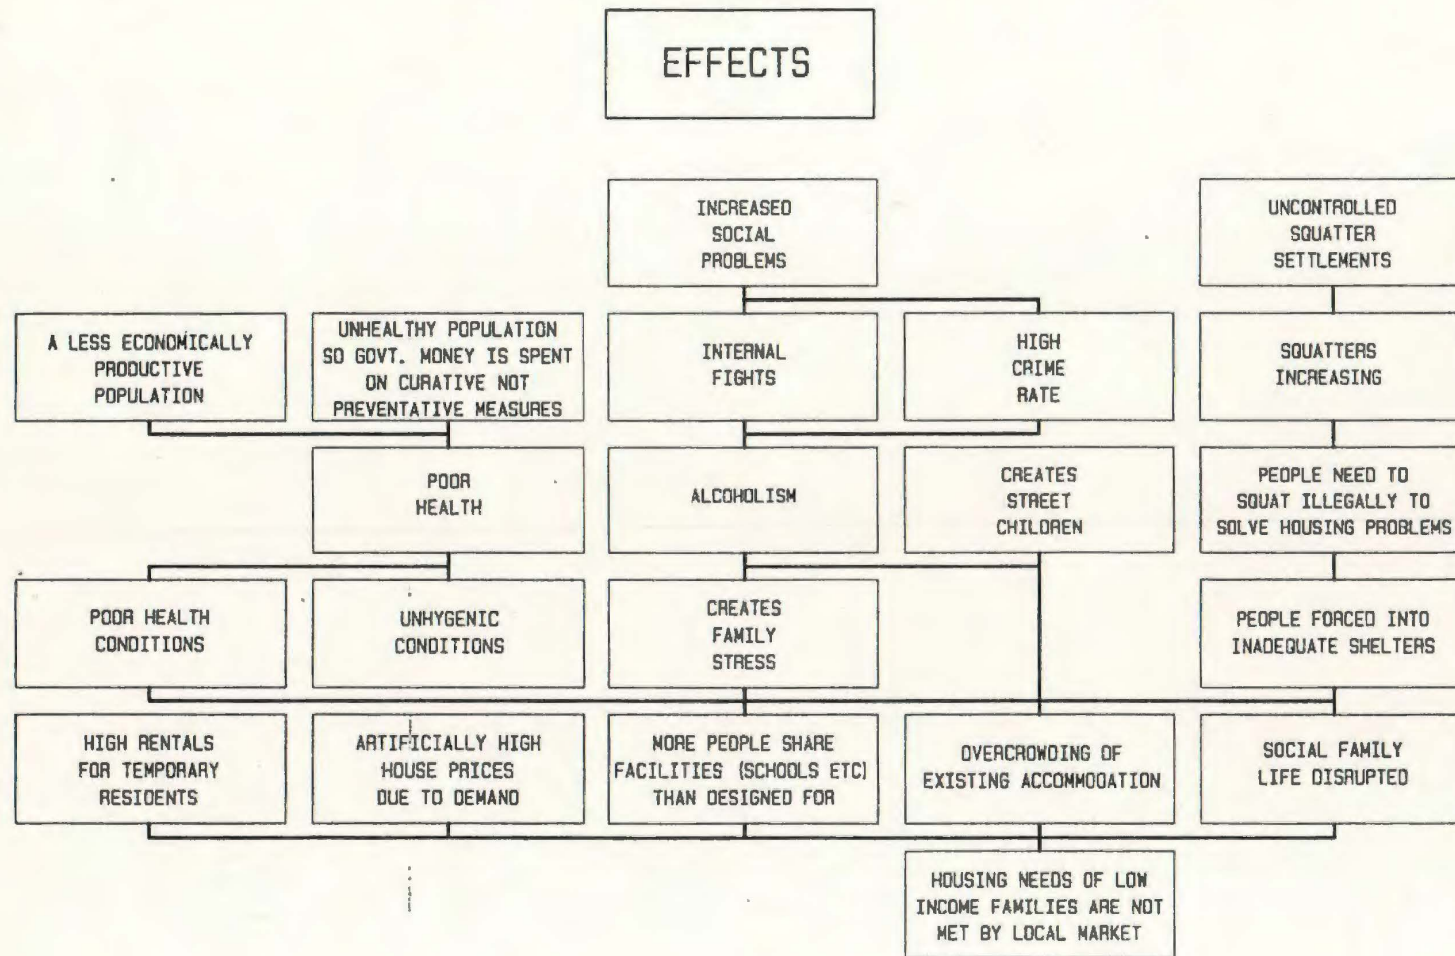 EFFECTS
INCREASED
SOCIAL
PROBLEMS
UNCONTROLLED
SQUATTER
SETTLEMENTS
A LESS ECONOMICALLY
PRODUCTIVE
POPULATION
UNHEALTHY POPULATION
SO GOVT. MONEY IS SPENT
ON CURATIVE NOT
PREVENTATIVE MEASURES
INTERNAL
FIGHTS
HIGH
CRIME
RATE
SQUATTERS
INCREASING
POOR
HEALTH
ALCOHOLISM
CREATES
STREET
CHILDREN
PEOPLE NEED TO
SQUAT ILLEGALLY TO
SOLVE HOUSING PROBLEMS
POOR HEALTH
CONDITIONS
UNHYGENIC
CONDITIONS
CREATES
FAMILY
STRESS
PEOPLE FORCED INTO
INADEQUATE SHELTERS
HIGH RENTALS
FOR TEMPORARY
RESIDENTS
ARTIFICIALLY HIGH
HOUSE PRICES
DUE TO DEMAND
MORE PEOPLE SHARE
FACILITIES (SCHOOLS ETC)
THAN DESIGNED FOR
OVERCROWDING OF
EXISTING ACCOMMODATION
SOCIAL FAMILY
LIFE DISRUPTED
HOUSING NEEDS OF LOW
INCOME FAMILIES ARE NOT
MET BY LOCAL MARKET